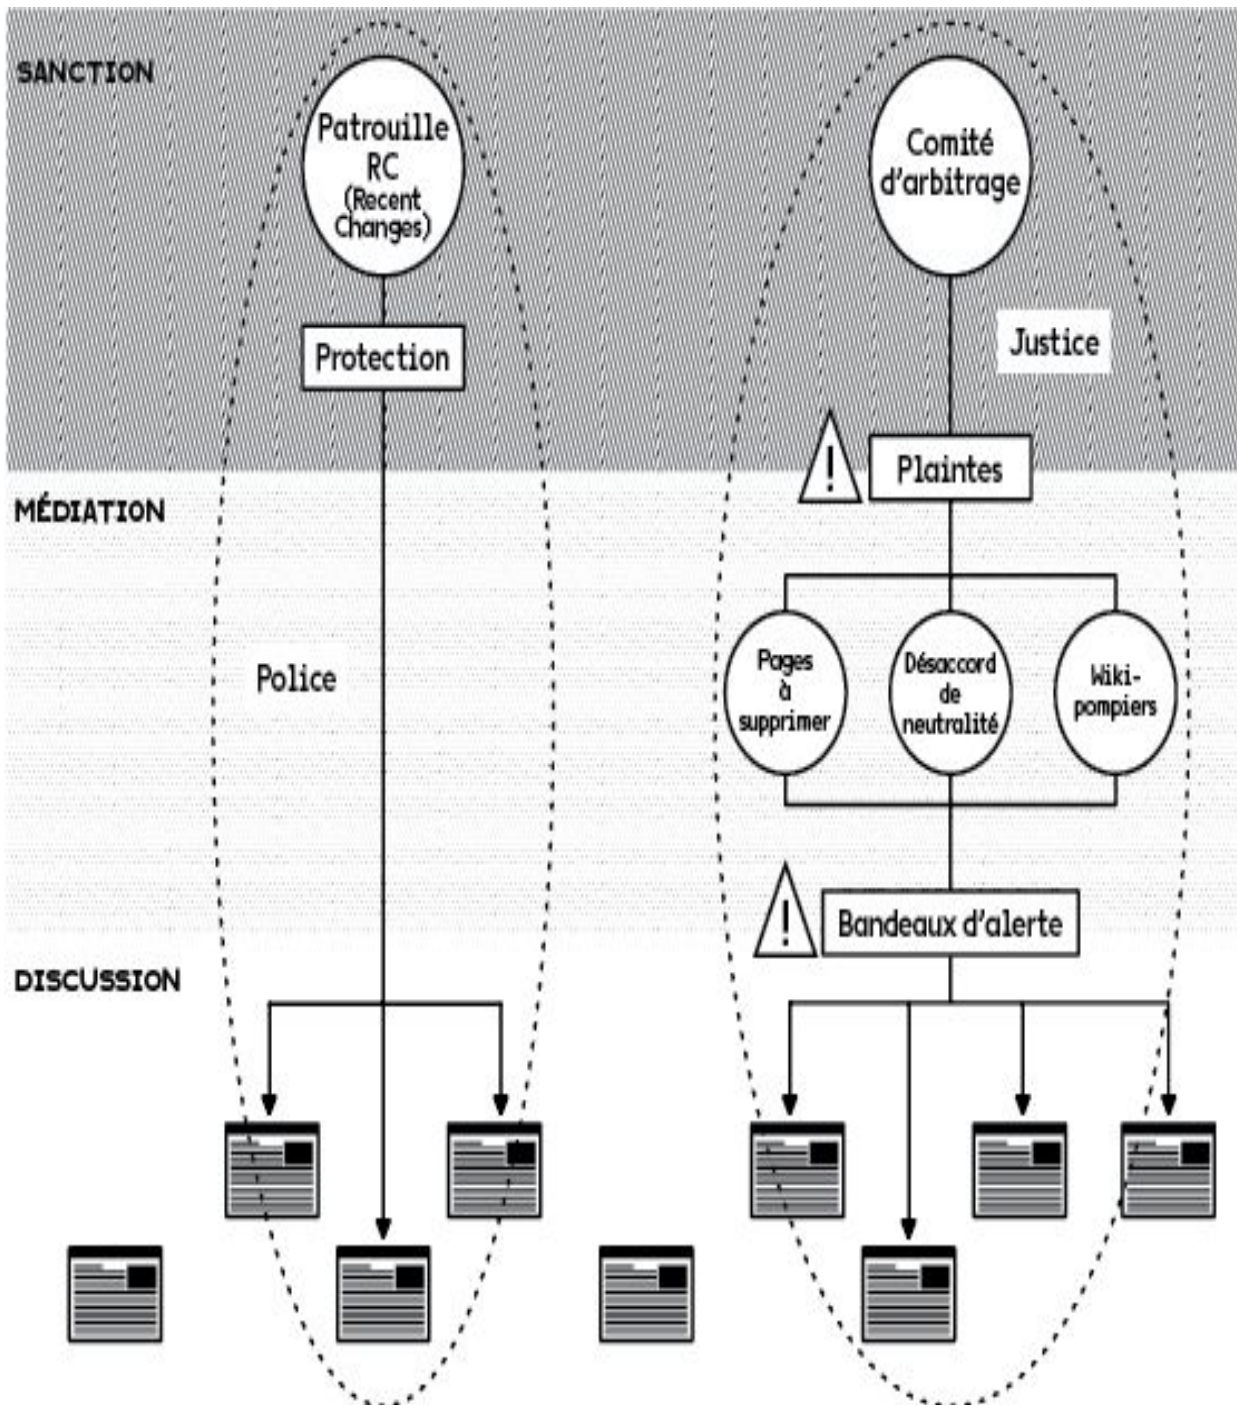 SANCTION
Patrouille
RC
(Recent
Changes)
Comité
d'arbitrage
Protection
Justice
!
Plaintes
MÉDIATION
Police
Pages
à
supprimer
Désaccord
de
neutralité
Wiki-
pompiers
!
Bandeaux d'alerte
DISCUSSION